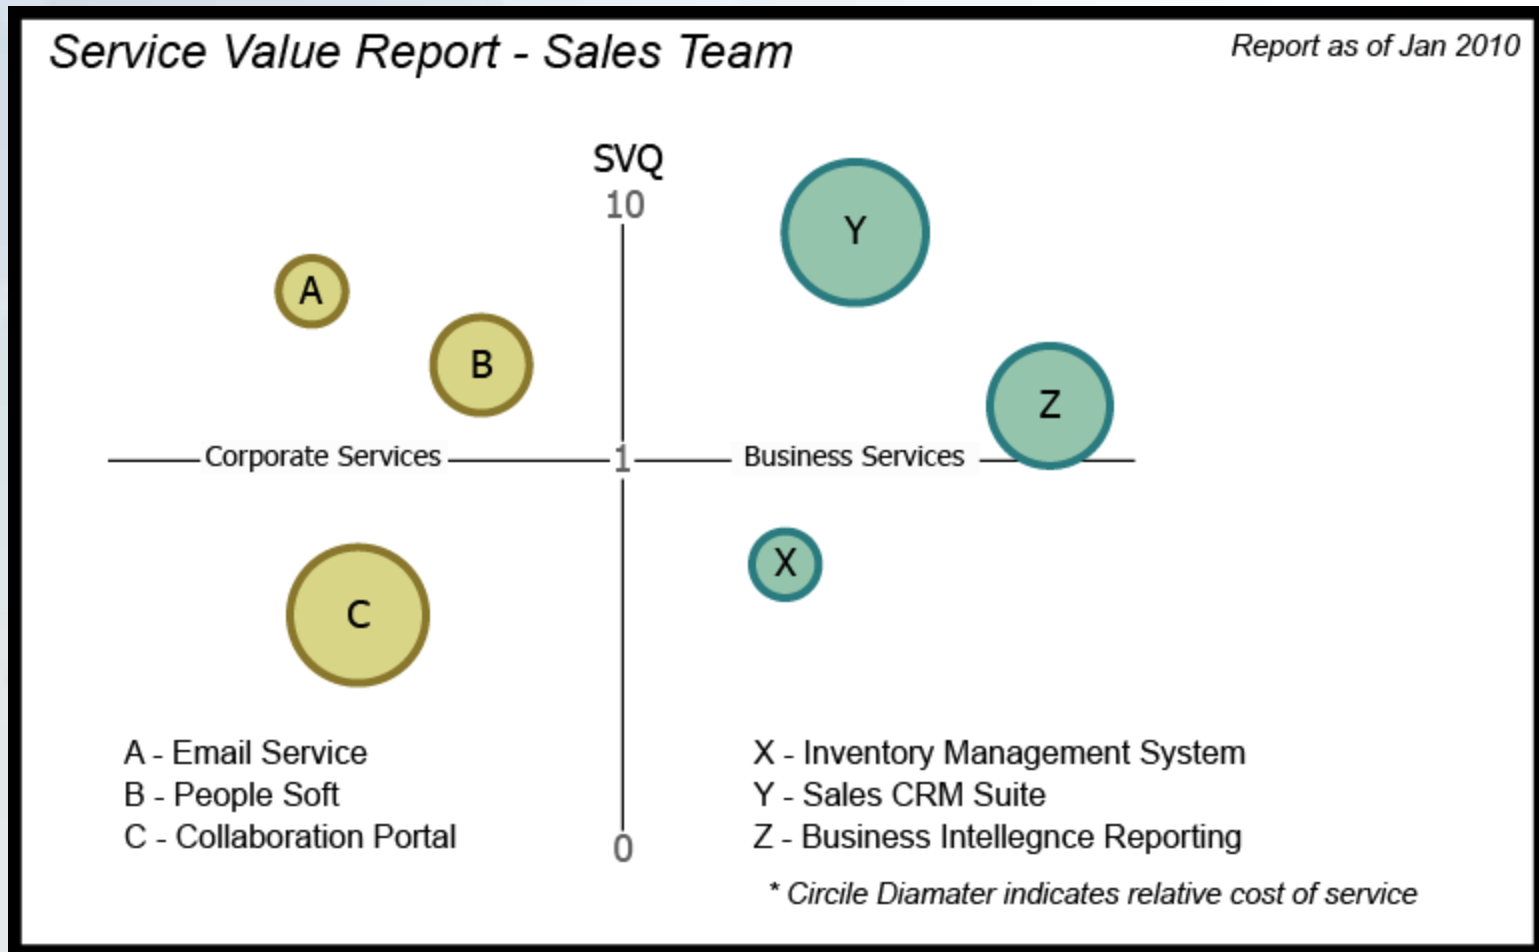 Service Value Report - Sales Team
Report as of Jan 2010
SVQ
10
Y
A
B
Z
Corporate Services
1
Business Services
X
C
A - Email Service
B - People Soft
C - Collaboration Portal
0
X - Inventory Management System
Y - Sales CRM Suite
Z - Business Intellegnce Reporting
* Circile Diamater indicates relative cost of service